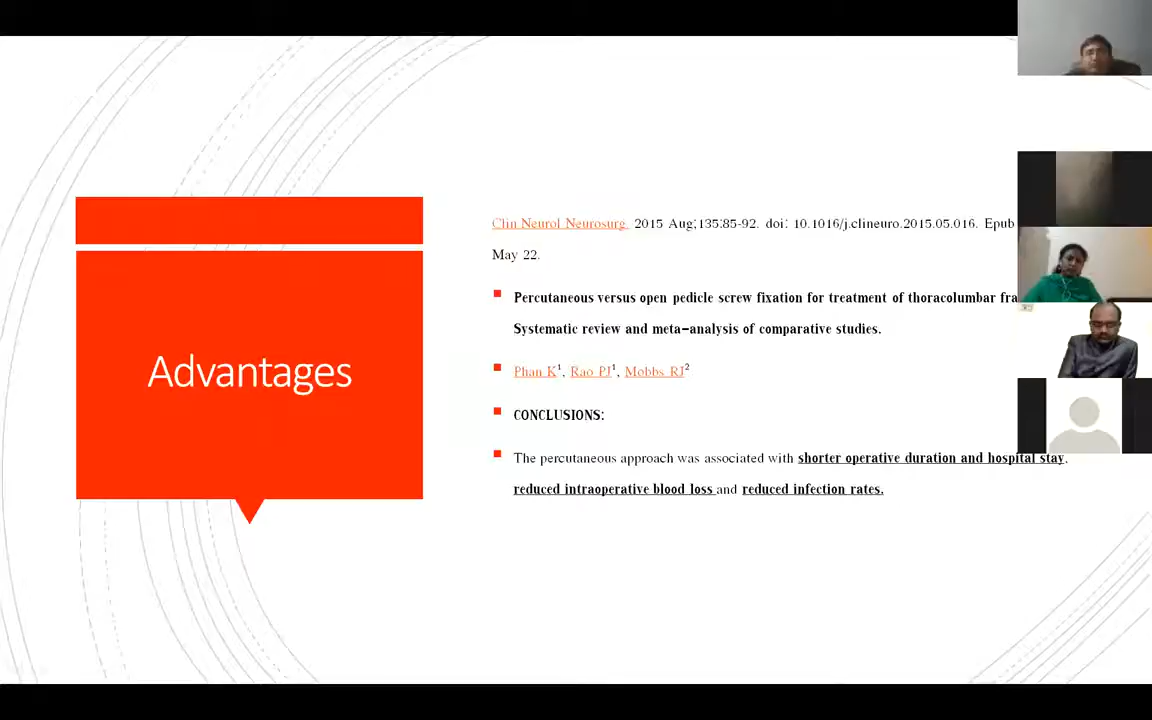 Advantages
Clin Neurol Neurosurg. 2015 Aug;135:85-92. doi: 10.1016/j.clineuro.2015.05.016. Epub
May 22.
Percutaneous versus open pedicle screw fixation for treatment of thoracolumbar fra
Systematic review and meta-analysis of comparative studies.
Phan K1, Rao PJ1, Mobbs RJ2
CONCLUSIONS:
The percutaneous approach was associated with shorter operative duration and hospital stay,
reduced intraoperative blood loss and reduced infection rates.